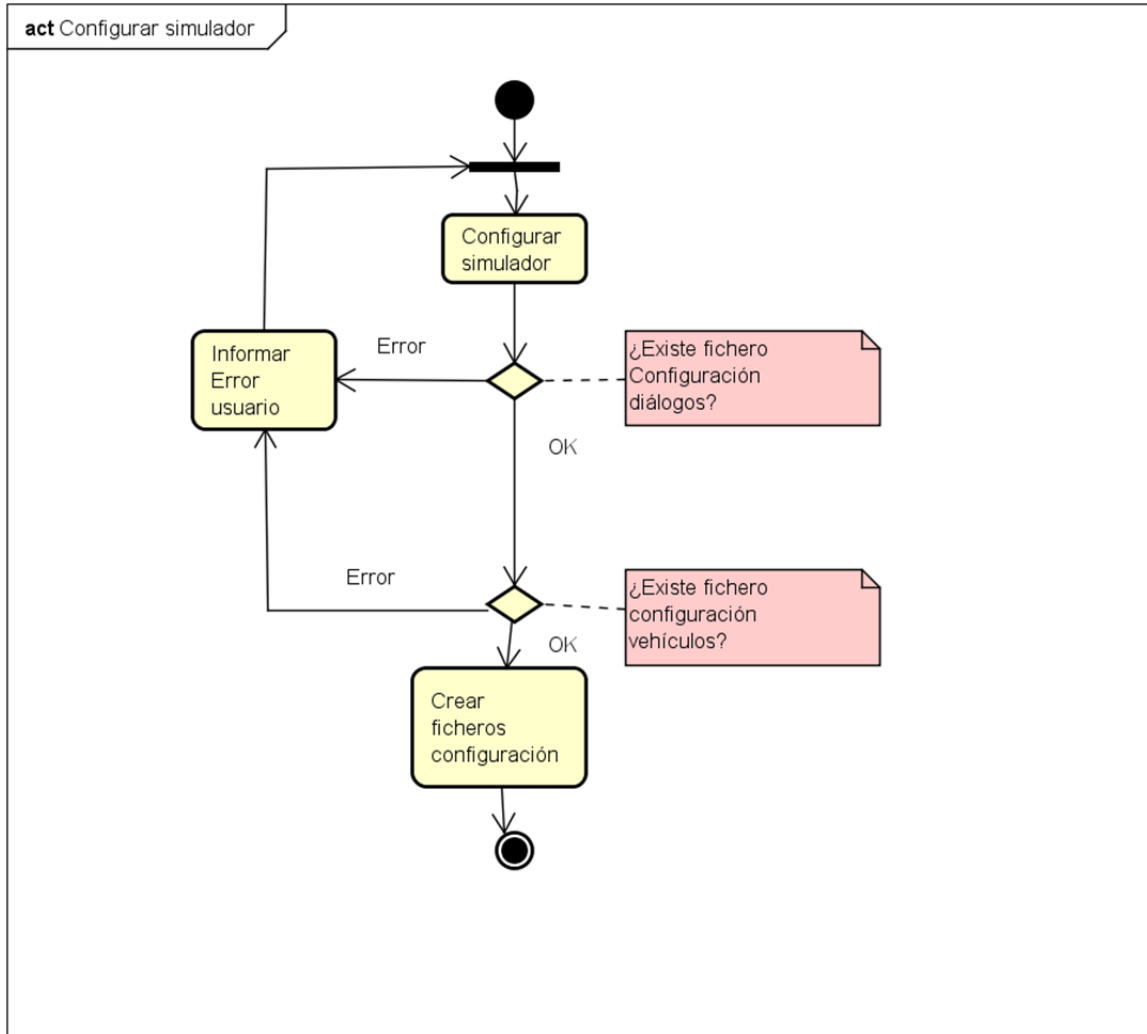 act Configurar simulador
Configurar
simulador
Informar
Error
usuario
Error
¿Existe fichero
Configuración
diálogos?
OK
Error
¿Existe fichero
configuración
vehículos?
OK
Crear
ficheros
configuración